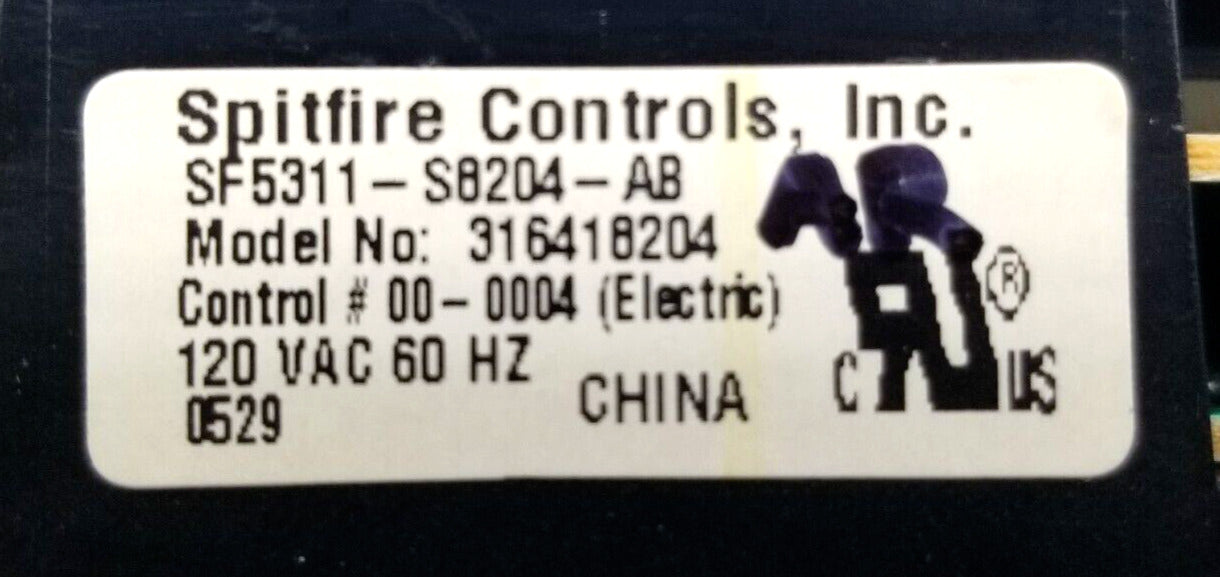 Spitfire Controls, Inc.
SF5311-S8204-AB
Model No: 316418204
Control # 00-0004 (Electric)
120 VAC 60 HZ
0529
CHINA
C US ®